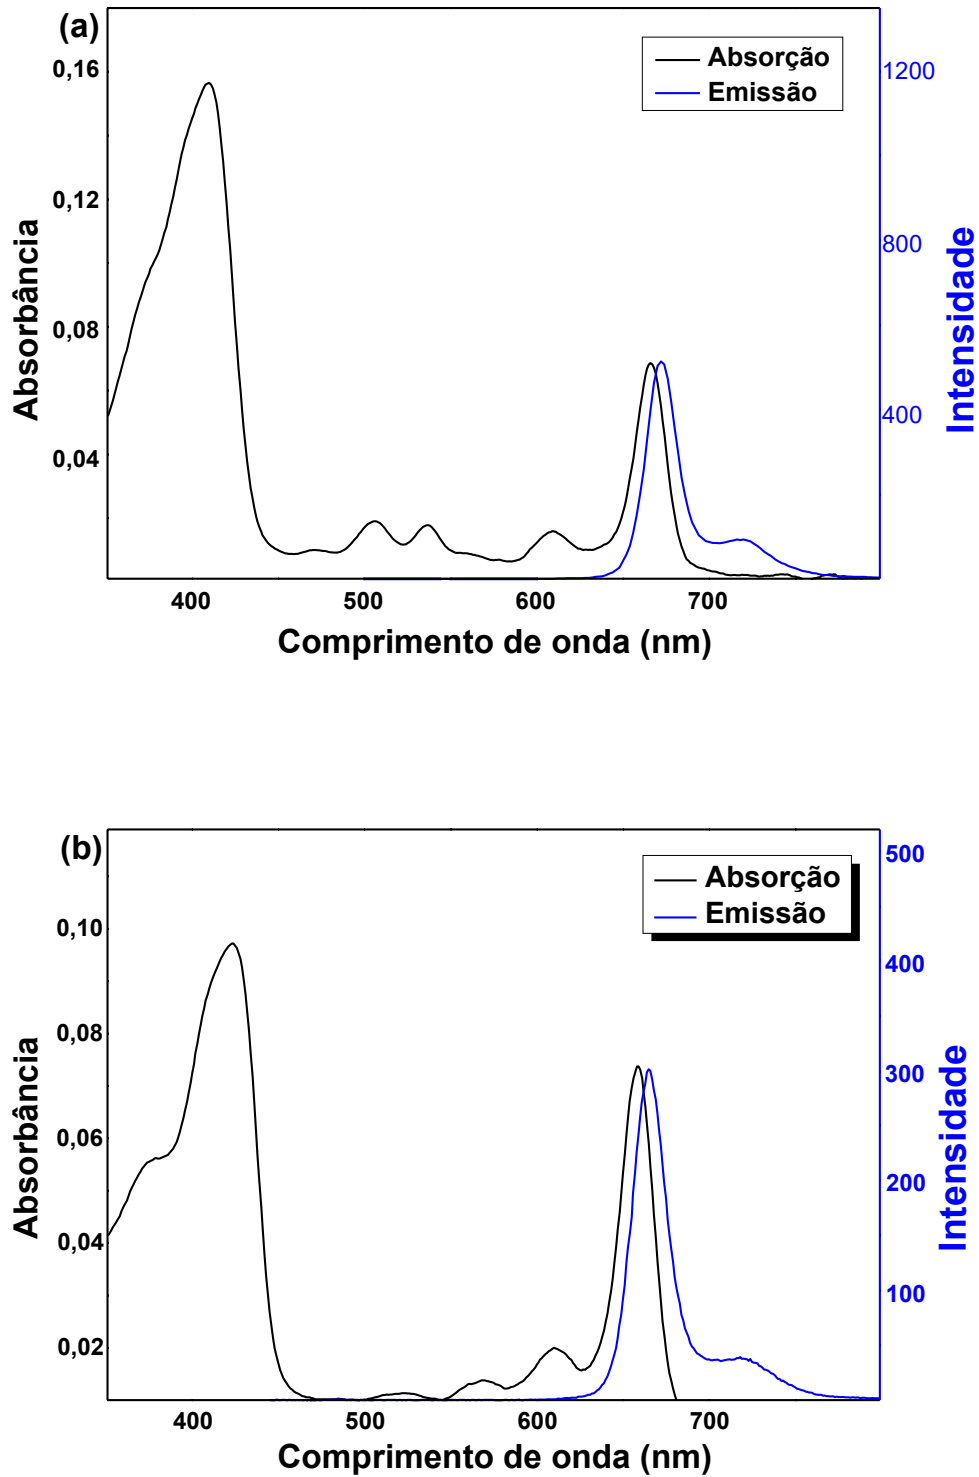 (a)
Absorção
Emissão
0,16
0,12
0,08
0,04
Absorbância
1200
800
400
Intensidade
400 500 600 700
Comprimento de onda (nm)
(b)
Absorção
Emissão
0,10
0,08
0,06
0,04
0,02
Absorbância
500
400
300
200
100
Intensidade
400 500 600 700
Comprimento de onda (nm)